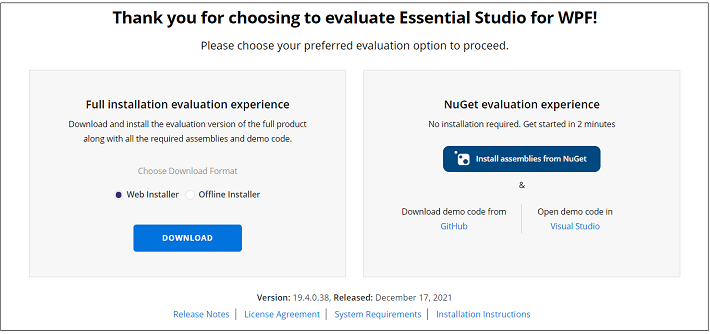 Thank you for choosing to evaluate Essential Studio for WPF!
Please choose your preferred evaluation option to proceed.
Full installation evaluation experience
Download and install the evaluation version of the full product
along with all the required assemblies and demo code.
Choose Download Format
Web Installer Offline Installer
DOWNLOAD
NuGet evaluation experience
No installation required. Get started in 2 minutes
Install assemblies from NuGet
&
Download demo code from
GitHub
Open demo code in
Visual Studio
Version: 19.4.0.38, Released: December 17, 2021
Release Notes | License Agreement | System Requirements | Installation Instructions